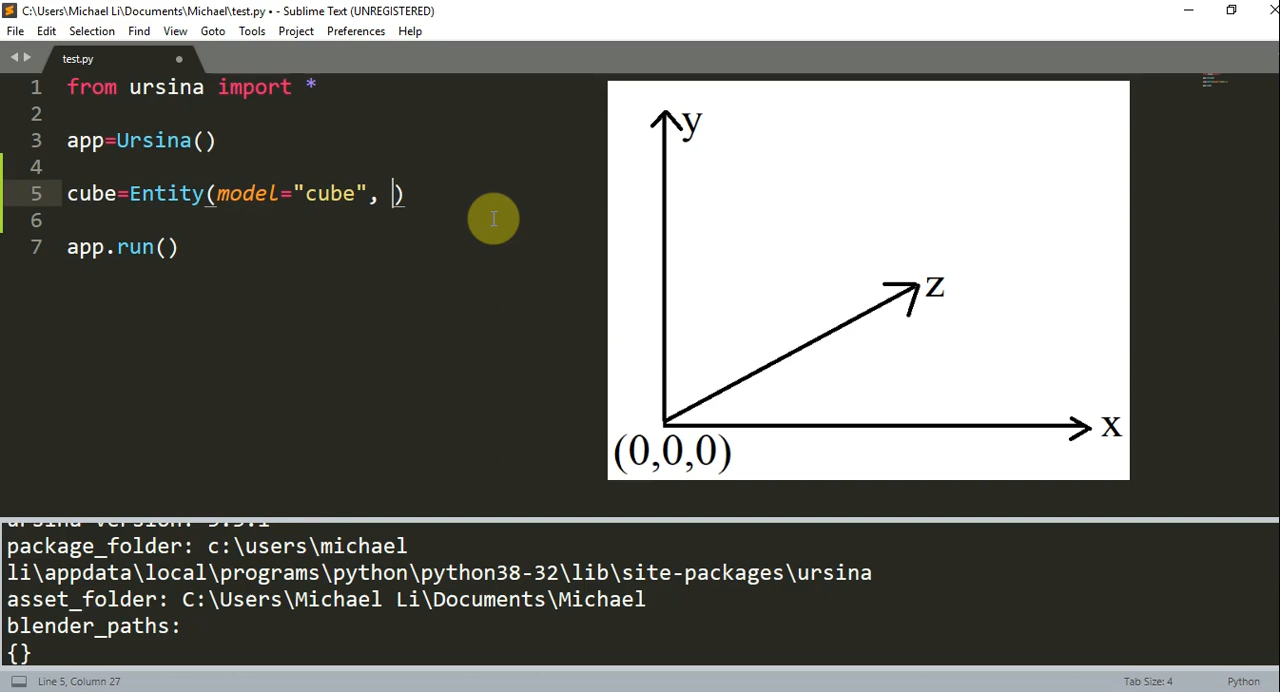 C:\Users\Michael Li\Documents\Michael\test.py • - Sublime Text (UNREGISTERED)
File Edit Selection Find View Goto Tools Project Preferences Help
test.py
1 from ursina import *
2
3 app=Ursina()
4
5 cube=Entity(model="cube", )
6
7 app.run()
y
z
x
(0,0,0)
package_folder: c:\users\michael
li\appdata\local\programs\python\python38-32\lib\site-packages\ursina
asset_folder: C:\Users\Michael Li\Documents\Michael
blender_paths:
{}
Line 5, Column 27
Tab Size: 4
Python